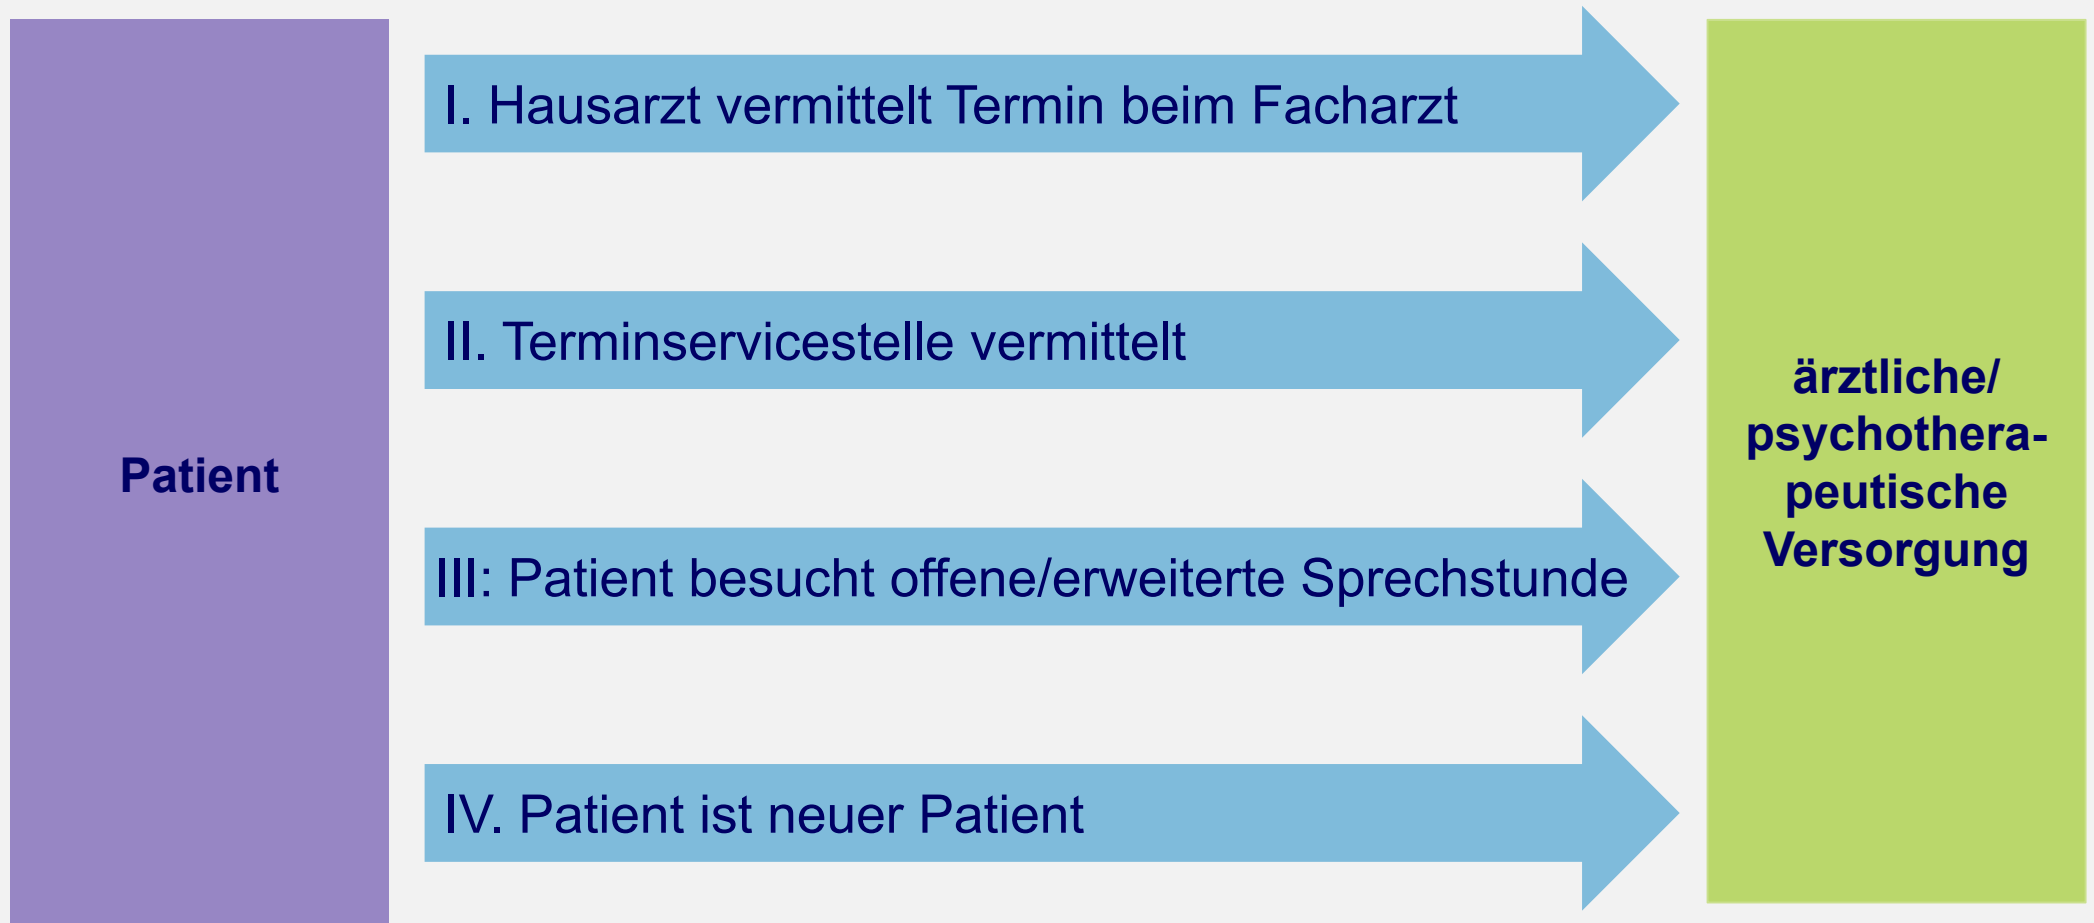 Patient
I. Hausarzt vermittelt Termin beim Facharzt
II. Terminservicestelle vermittelt
III: Patient besucht offene/erweiterte Sprechstunde
IV. Patient ist neuer Patient
ärztliche/
psychothera-
peutische
Versorgung